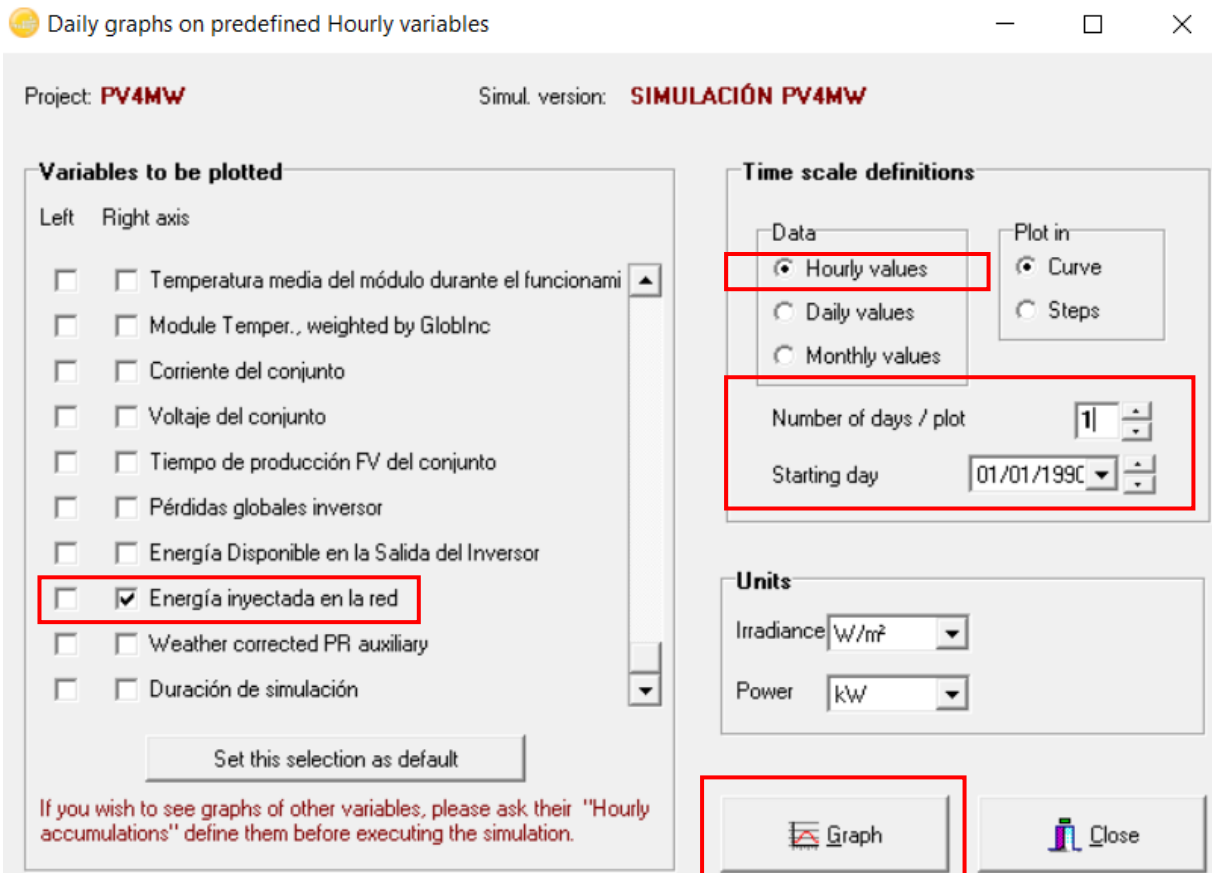 Daily graphs on predefined Hourly variables
Project: PV4MW
Simul. version: SIMULACIÓN PV4MW
Variables to be plotted
Left Right axis
Temperatura media del módulo durante el funcionami
Module Temper., weighted by GlobInc
Corriente del conjunto
Voltaje del conjunto
Tiempo de producción FV del conjunto
Pérdidas globales inversor
Energía Disponible en la Salida del Inversor
Energía inyectada en la red
Weather corrected PR auxiliary
Duración de simulación
Set this selection as default
If you wish to see graphs of other variables, please ask their "Hourly
accumulations" define them before executing the simulation.
Time scale definitions
Data
Hourly values
Daily values
Monthly values
Plot in
Curve
Steps
Number of days / plot 1
Starting day 01/01/1990
Units
Irradiance W/m²
Power kW
Graph
Close